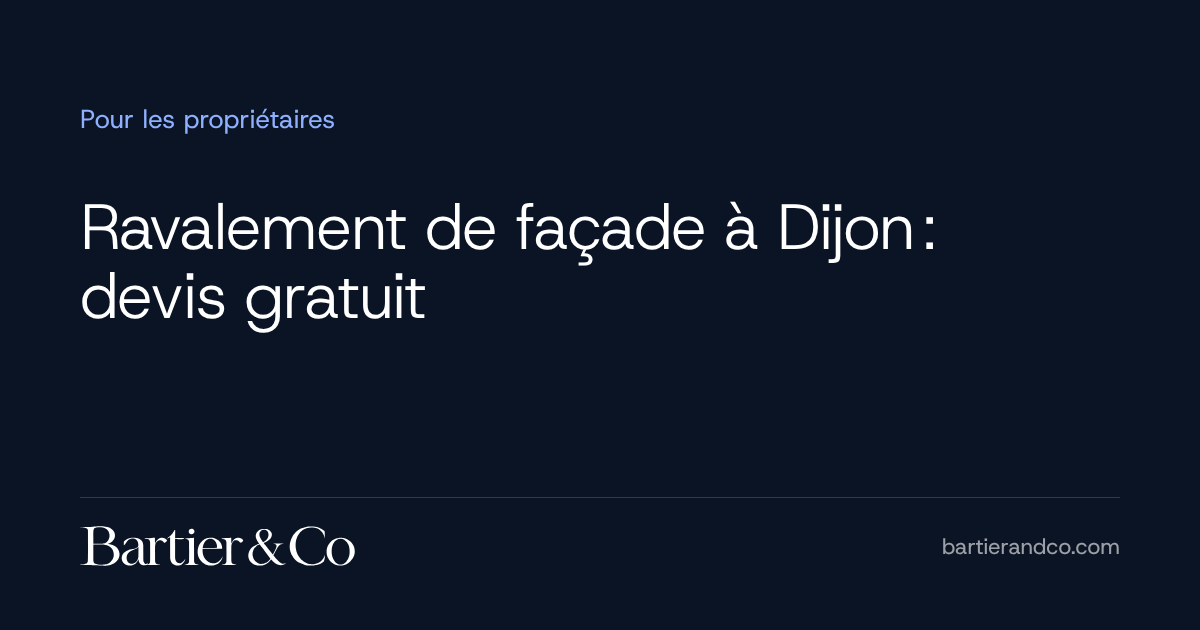 Pour les propriétaires
Ravalement de façade à Dijon :
devis gratuit
Bartier & Co
bartierandco.com